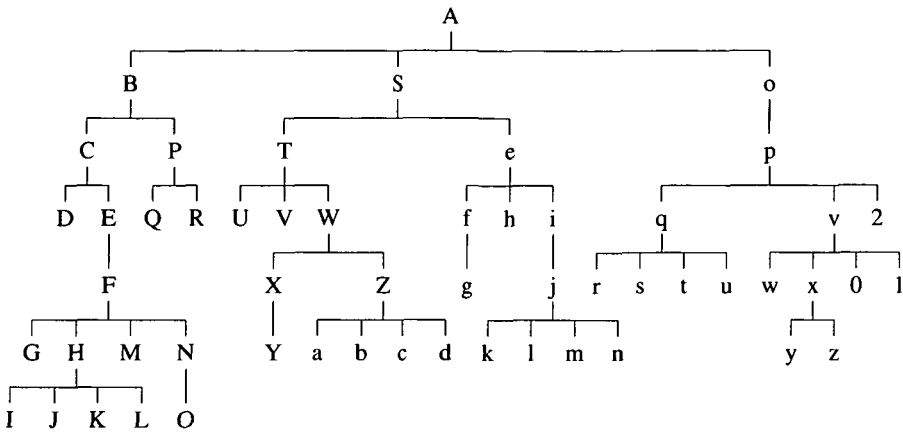 A
B S o
C P T e p
D E Q R U V W f h i q v 2
F X Z g j r s t u w x 0 1
G H M N Y a b c d k l m n y z
I J K L O